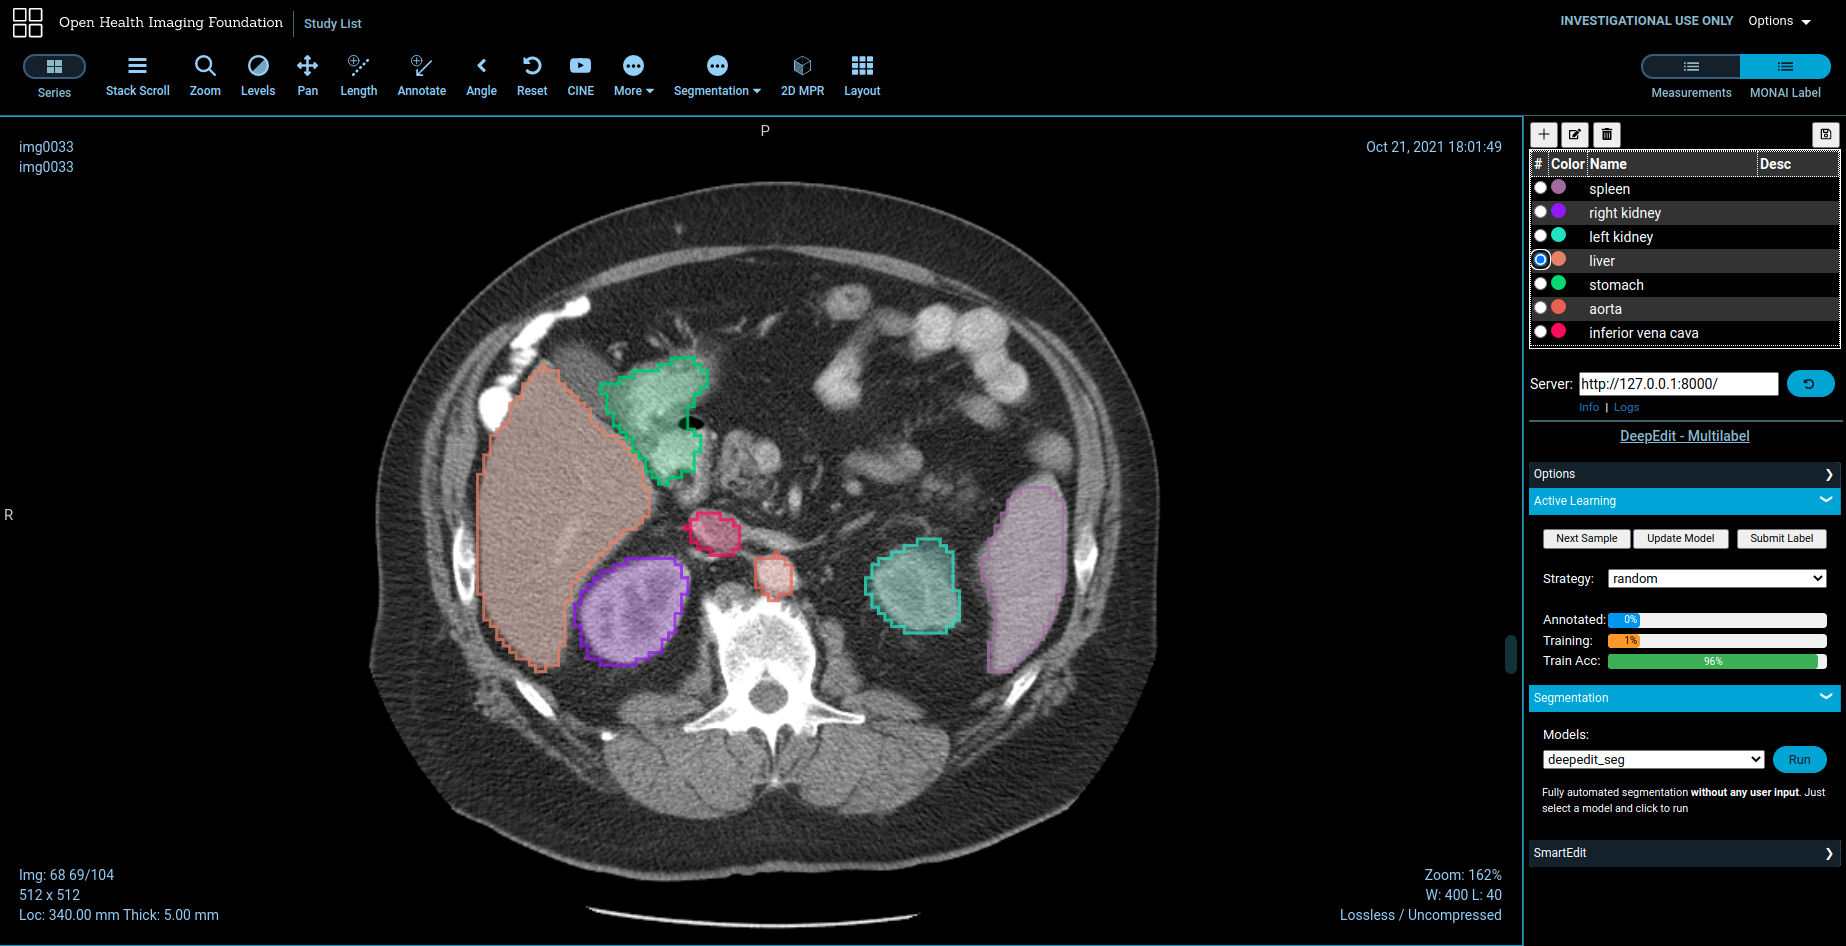 Open Health Imaging Foundation
Study List
INVESTIGATIONAL USE ONLY
Options
Series
Stack Scroll
Zoom
Levels
Pan
Length
Annotate
Angle
Reset
CINE
More
Segmentation
2D MPR
Layout
Measurements
MONAI Label
P
img0033
img0033
Oct 21, 2021 18:01:49
R
Img: 68 69/104
512 x 512
Loc: 340.00 mm Thick: 5.00 mm
Zoom: 162%
W: 400 L: 40
Lossless / Uncompressed
# Color Name Desc
spleen
right kidney
left kidney
liver
stomach
aorta
inferior vena cava
Server: http://127.0.0.1:8000/
Info | Logs
DeepEdit - Multilabel
Options
Active Learning
Next Sample
Update Model
Submit Label
Strategy: random
Annotated: 0%
Training: 1%
Train Acc: 96%
Segmentation
Models:
deepedit_seg
Run
Fully automated segmentation without any user input. Just
select a model and click to run
SmartEdit